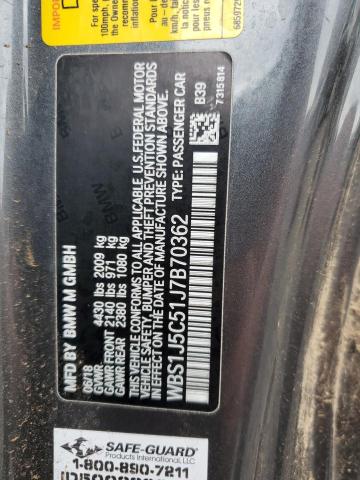 MFD BY BMW M GMBH
06/18
GVWR 4430 lbs 2009 kg
GAWR FRONT 2140 lbs 971 kg
GAWR REAR 2380 lbs 1080 kg
THIS VEHICLE CONFORMS TO ALL APPLICABLE U.S. FEDERAL MOTOR
VEHICLE SAFETY, BUMPER AND THEFT PREVENTION STANDARDS
IN EFFECT ON THE DATE OF MANUFACTURE SHOWN ABOVE.
WBS1J5C51J7B70362 TYPE: PASSENGER CAR
B39
7315814
SAFE-GUARD
Products International, LLC
1-800-890-7211